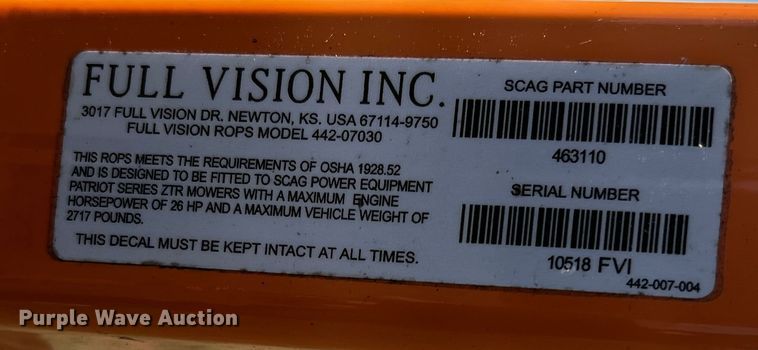 FULL VISION INC.
3017 FULL VISION DR. NEWTON, KS. USA 67114-9750
FULL VISION ROPS MODEL 442-07030
THIS ROPS MEETS THE REQUIREMENTS OF OSHA 1928.52
AND IS DESIGNED TO BE FITTED TO SCAG POWER EQUIPMENT
PATRIOT SERIES ZTR MOWERS WITH A MAXIMUM ENGINE
HORSEPOWER OF 26 HP AND A MAXIMUM VEHICLE WEIGHT OF
2717 POUNDS.
THIS DECAL MUST BE KEPT INTACT AT ALL TIMES.
SCAG PART NUMBER
463110
SERIAL NUMBER
10518 FVI
442-007-004
Purple Wave Auction